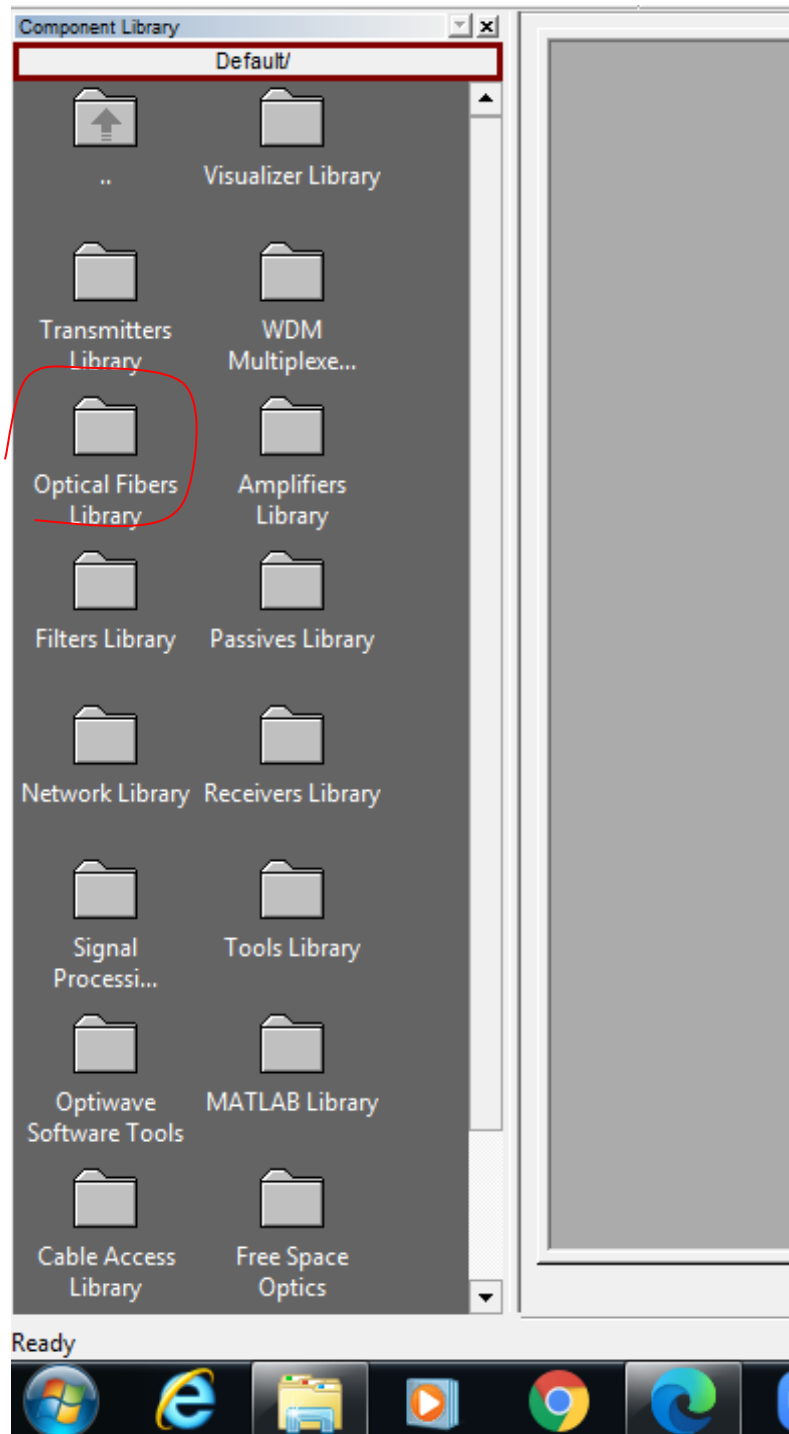 Component Library
Default/
..
Visualizer Library
Transmitters
Library
WDM
Multiplexe...
Optical Fibers
Library
Amplifiers
Library
Filters Library
Passives Library
Network Library
Receivers Library
Signal
Processi...
Tools Library
Optiwave
Software Tools
MATLAB Library
Cable Access
Library
Free Space
Optics
Ready